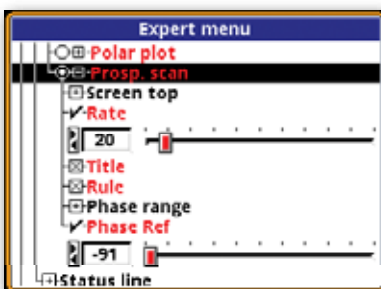 Expert menu
Polar plot
Prosp. scan
Screen top
Rate
20
Title
Rule
Phase range
Phase Ref
-91
Status line